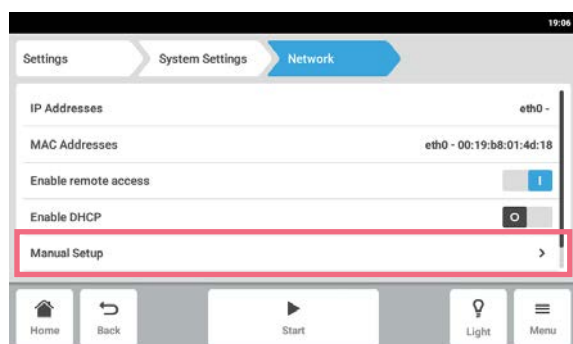 19:06
Settings System Settings Network
IP Addresses eth0 -
MAC Addresses eth0 - 00:19:b8:01:4d:18
Enable remote access I
Enable DHCP O
Manual Setup >
Home Back Start Light Menu